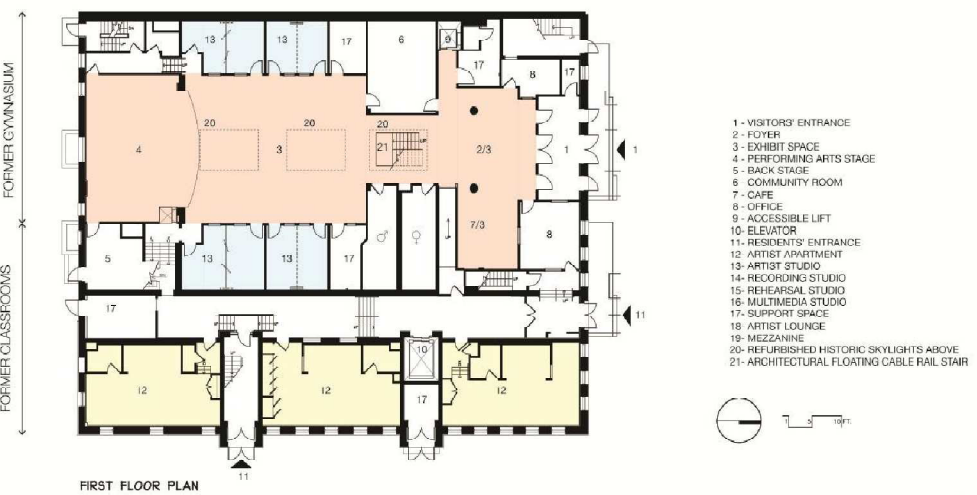 FORMER GYMNASIUM
FORMER CLASSROOMS
13
13
17
6
9
17
8
17
20
20
20
4
3
21
2/3
1
1
7/3
5
13
13
17
♂
♀
8
17
10
11
12
12
17
12
11
FIRST FLOOR PLAN
1 - VISITORS' ENTRANCE
2 - FOYER
3 - EXHIBIT SPACE
4 - PERFORMING ARTS STAGE
5 - BACK STAGE
6 - COMMUNITY ROOM
7 - CAFE
8 - OFFICE
9 - ACCESSIBLE LIFT
10- ELEVATOR
11- RESIDENTS' ENTRANCE
12 - ARTIST APARTMENT
13 - ARTIST STUDIO
14 - RECORDING STUDIO
15 - REHEARSAL STUDIO
16 - MULTIMEDIA STUDIO
17- SUPPORT SPACE
18 - ARTIST LOUNGE
19- MEZZANINE
20- REFURBISHED HISTORIC SKYLIGHTS ABOVE
21- ARCHITECTURAL FLOATING CABLE RAIL STAIR
1 5 10 FT.